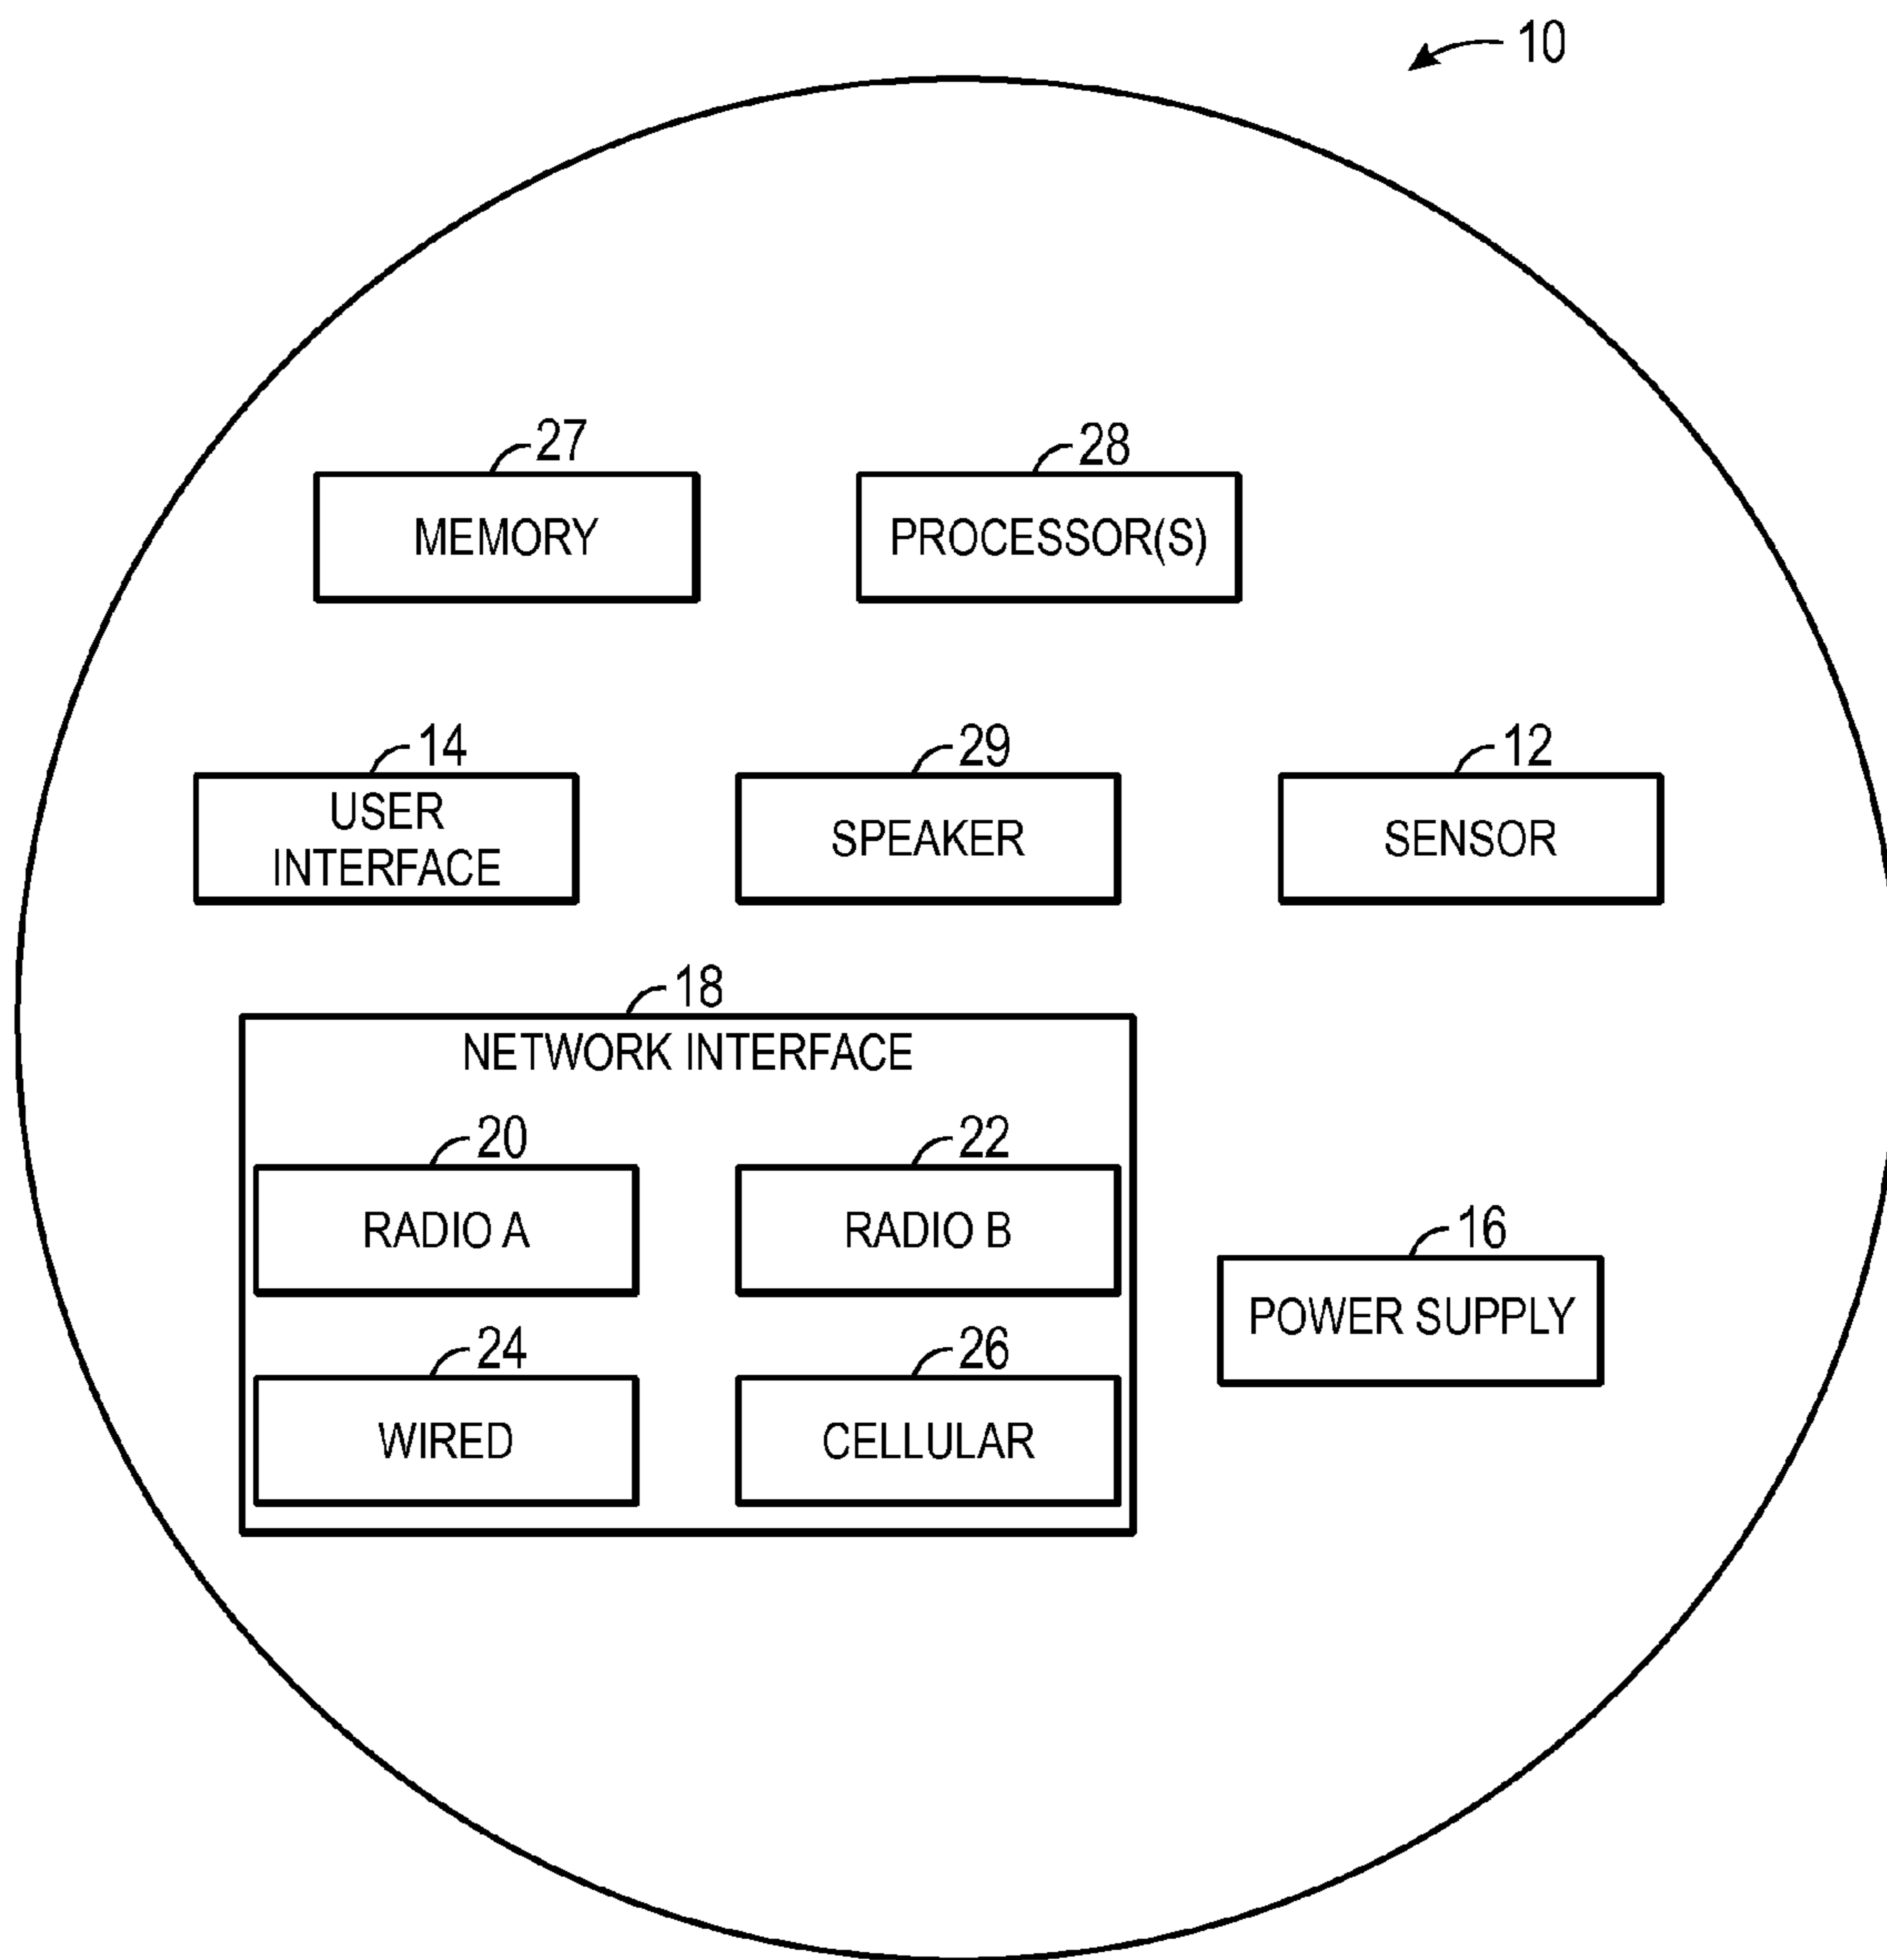 10
27
28
MEMORY
PROCESSOR(S)
14
29
12
USER
INTERFACE
SPEAKER
SENSOR
18
NETWORK INTERFACE
20
22
RADIO A
RADIO B
16
POWER SUPPLY
24
26
WIRED
CELLULAR